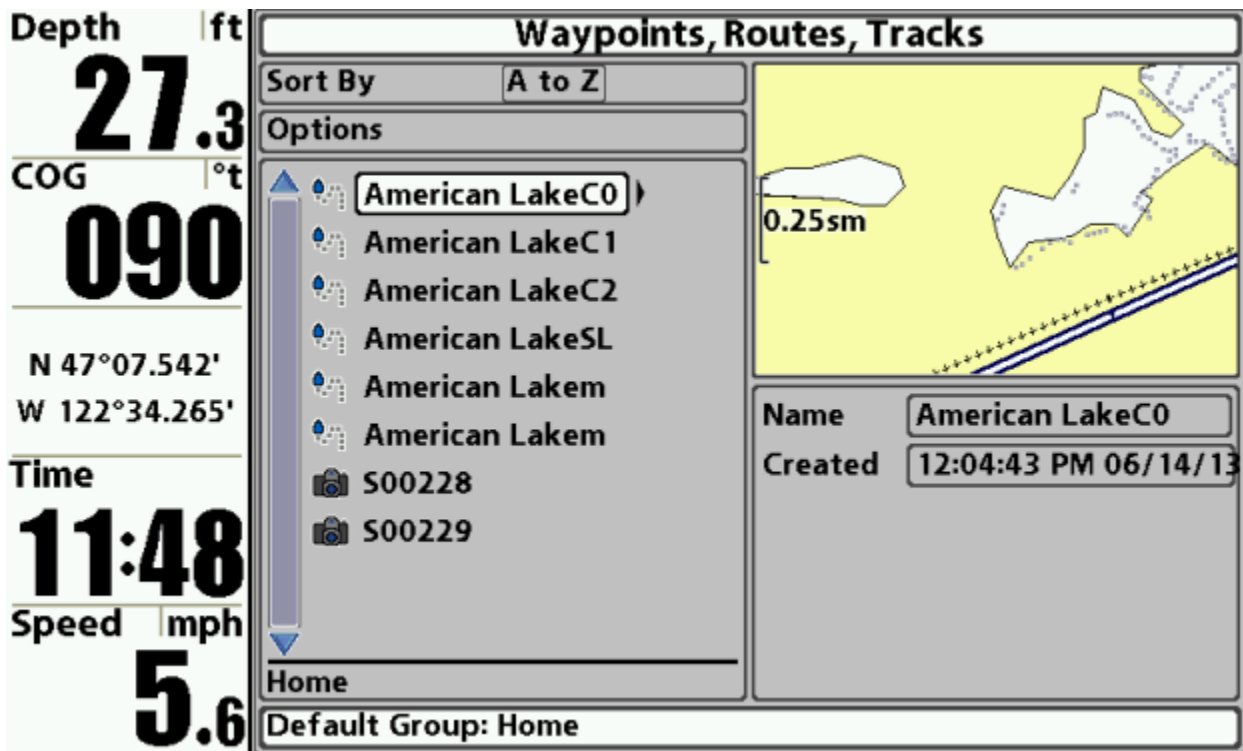 Depth ft
27.3
COG °t
090
N 47°07.542'
W 122°34.265'
Time
11:48
Speed mph
5.6
Waypoints, Routes, Tracks
Sort By A to Z
Options
American LakeC0
American LakeC1
American LakeC2
American LakeSL
American Lakem
American Lakem
S00228
S00229
Home
0.25sm
Name American LakeC0
Created 12:04:43 PM 06/14/13
Default Group: Home